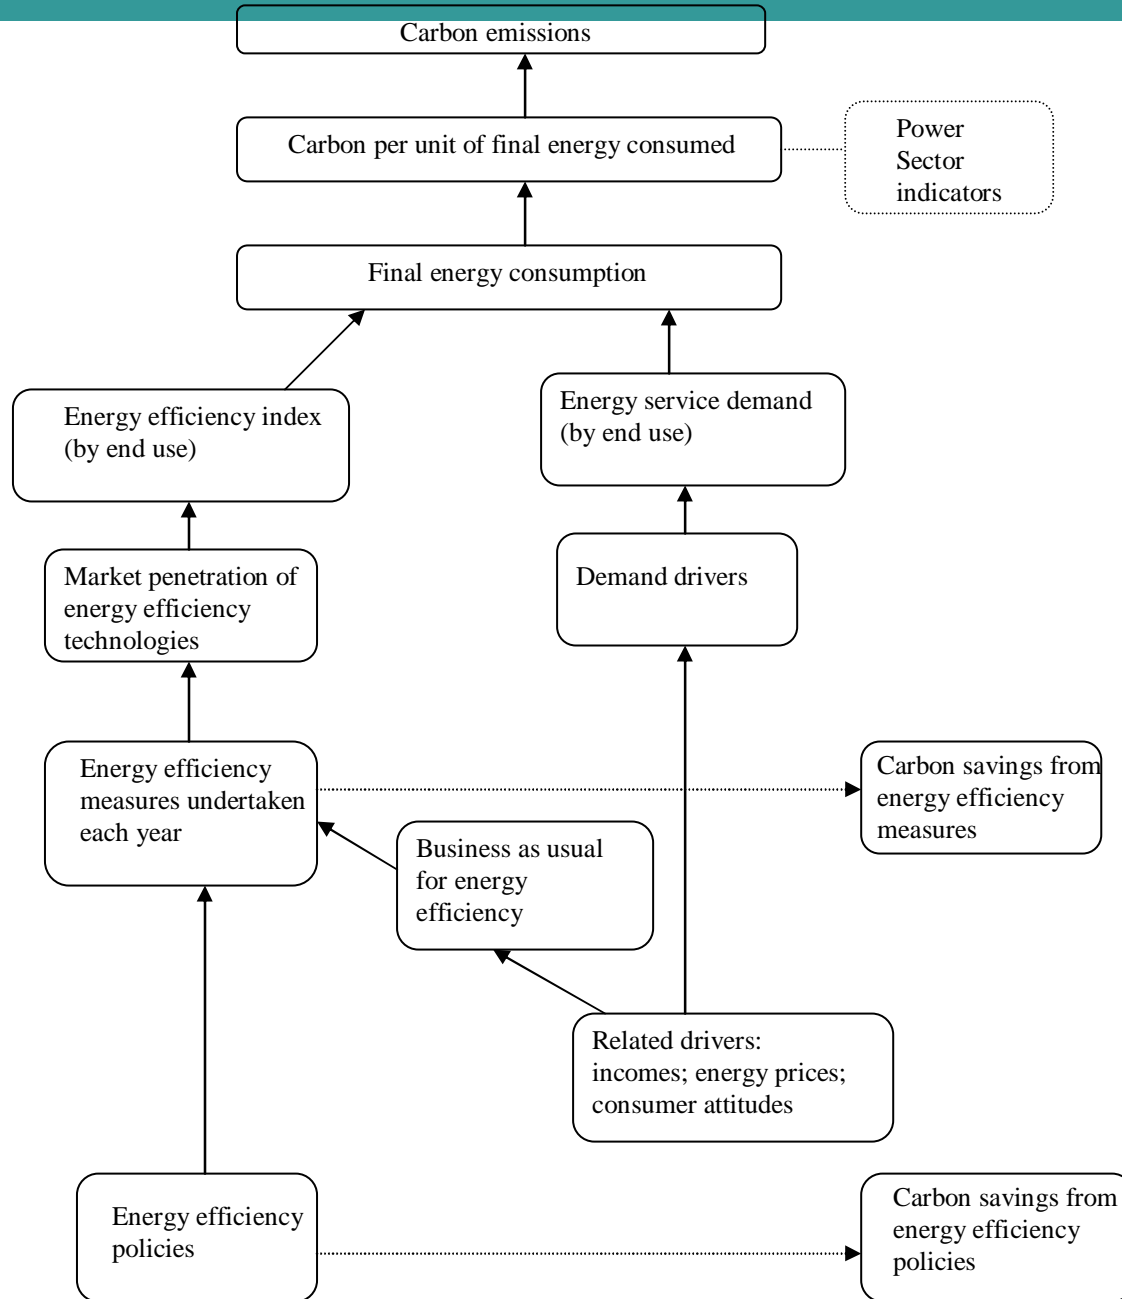 Carbon emissions
Carbon per unit of final energy consumed
Power
Sector
indicators
Final energy consumption
Energy efficiency index
(by end use)
Energy service demand
(by end use)
Market penetration of
energy efficiency
technologies
Demand drivers
Energy efficiency
measures undertaken
each year
Carbon savings from
energy efficiency
measures
Business as usual
for energy
efficiency
Related drivers:
incomes; energy prices;
consumer attitudes
Energy efficiency
policies
Carbon savings from
energy efficiency
policies